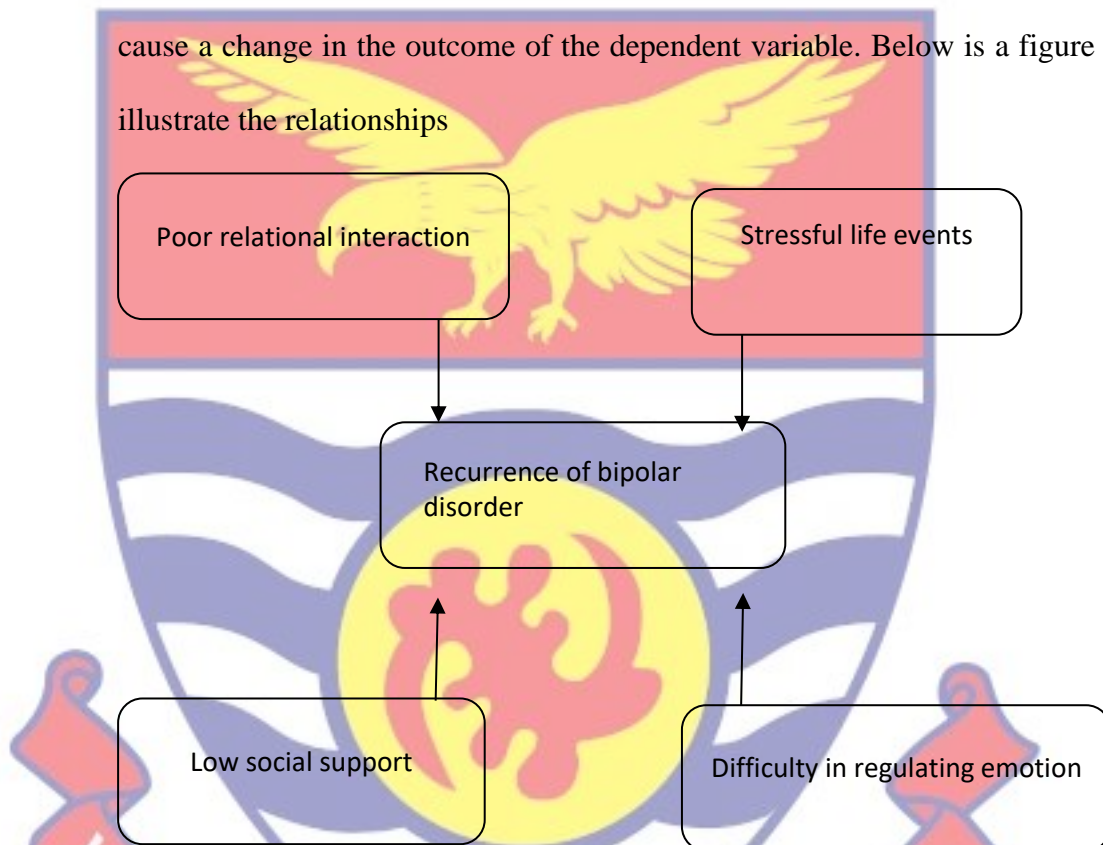 cause a change in the outcome of the dependent variable. Below is a figure
illustrate the relationships
Poor relational interaction
Stressful life events
Recurrence of bipolar
disorder
Low social support
Difficulty in regulating emotion